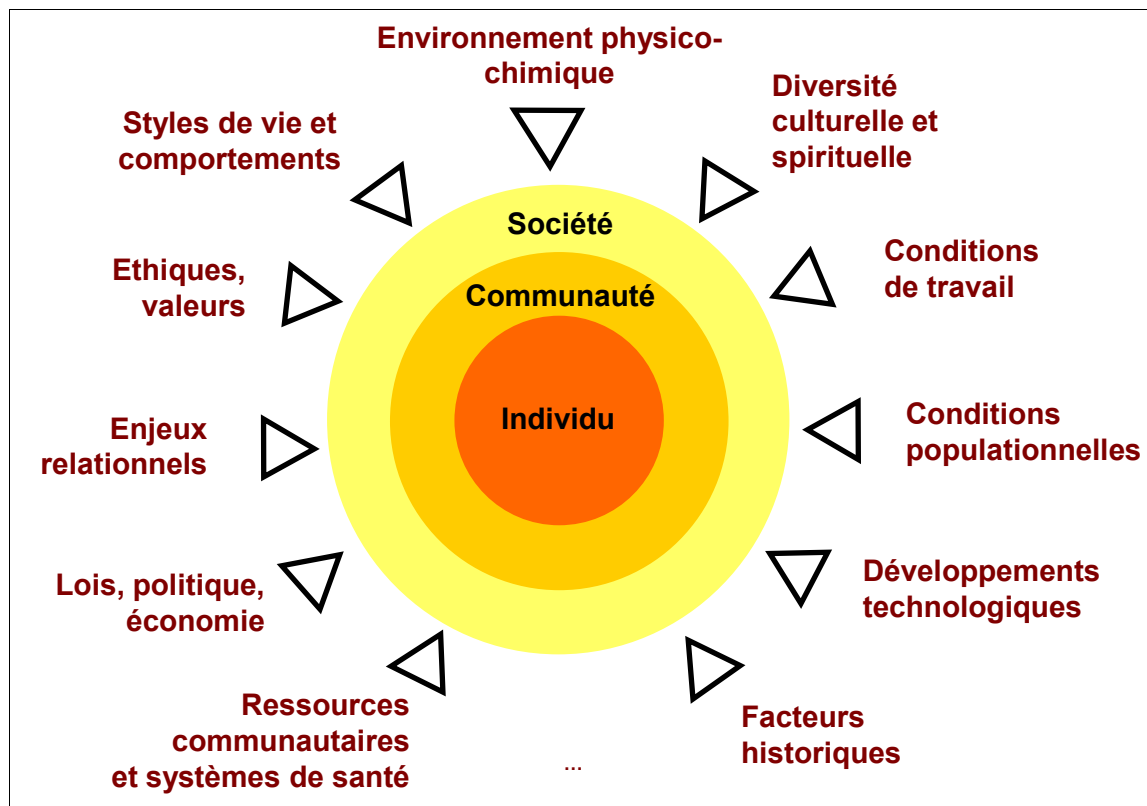 Environnement physico-
chimique
Diversité
culturelle et
spirituelle
Styles de vie et
comportements
Société
Conditions
de travail
Ethiques,
valeurs
Communauté
Individu
Conditions
populationnelles
Enjeux
relationnels
Développements
technologiques
Lois, politique,
économie
Ressources
communautaires
et systèmes de santé
Facteurs
historiques
...